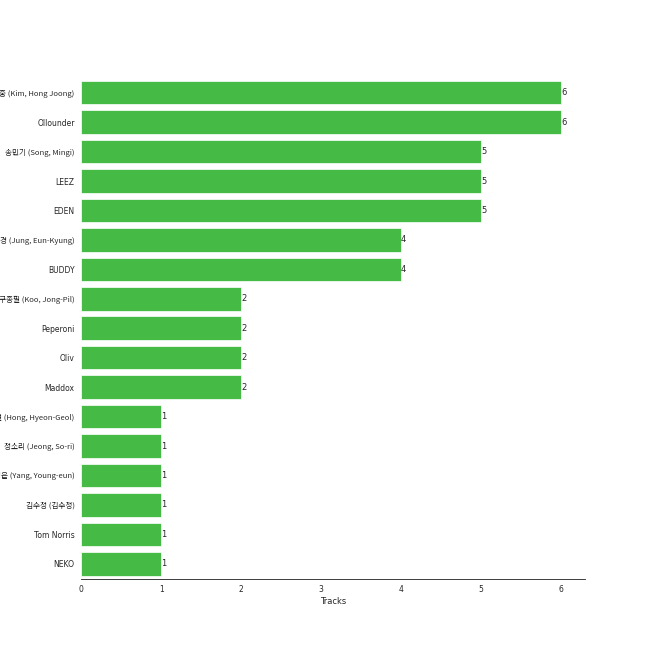 중 (Kim, Hong Joong)
6
Ollounder
6
송민기 (Song, Mingi)
5
LEEZ
5
EDEN
5
경 (Jung, Eun-Kyung)
4
BUDDY
4
구종필 (Koo, Jong-Pil)
2
Peperoni
2
Oliv
2
Maddox
2
(Hong, Hyeon-Geol)
1
정소리 (Jeong, So-ri)
1
음 (Yang, Young-eun)
1
김수정 (김수정)
1
Tom Norris
1
NEKO
1
0 1 2 3 4 5 6
Tracks